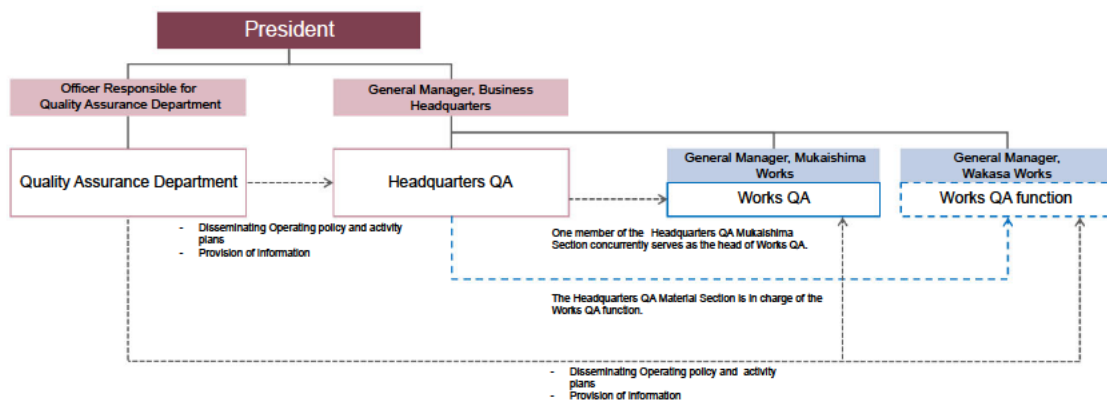 President
Officer Responsible for
Quality Assurance Department
General Manager, Business
Headquarters
Quality Assurance Department
Headquarters QA
General Manager, Mukaishima
Works
Works QA
General Manager,
Wakasa Works
Works QA function
- Disseminating Operating policy and activity
plans
- Provision of Information
One member of the Headquarters QA Mukaishima
Section concurrently serves as the head of Works QA.
The Headquarters QA Material Section is in charge of the
Works QA function.
- Disseminating Operating policy and activity
plans
- Provision of Information